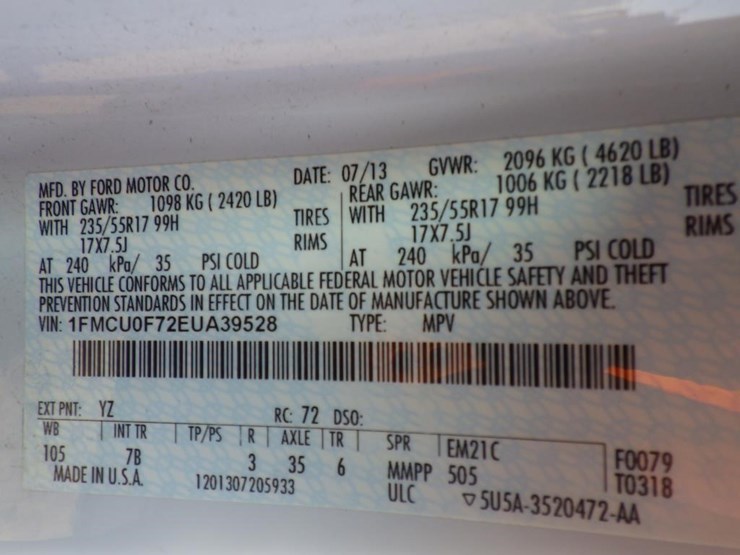 MFD. BY FORD MOTOR CO.
DATE: 07/13 GVWR: 2096 KG ( 4620 LB)
FRONT GAWR: 1098 KG ( 2420 LB)
REAR GAWR: 1006 KG ( 2218 LB)
WITH 235/55R17 99H TIRES
WITH 235/55R17 99H TIRES
17X7.5J RIMS
17X7.5J RIMS
AT 240 kPa/ 35 PSI COLD
AT 240 kPa/ 35 PSI COLD
THIS VEHICLE CONFORMS TO ALL APPLICABLE FEDERAL MOTOR VEHICLE SAFETY AND THEFT
PREVENTION STANDARDS IN EFFECT ON THE DATE OF MANUFACTURE SHOWN ABOVE.
VIN: 1FMCU0F72EUA39528 TYPE: MPV
EXT PNT: YZ RC: 72 DSO:
WB INT TR TP/PS R AXLE TR SPR EM21C
105 7B 3 35 6 MMPP 505 F0079
MADE IN U.S.A. 1201307205933 ULC ▽5U5A-3520472-AA T0318